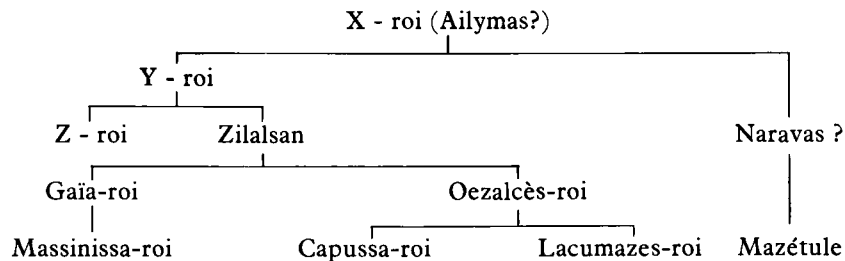 X - roi (Ailymas?)
Y - roi
Z - roi Zilalsan Naravas ?
Gaïa-roi Oezalcès-roi
Massinissa-roi Capussa-roi Lacumazes-roi Mazétule